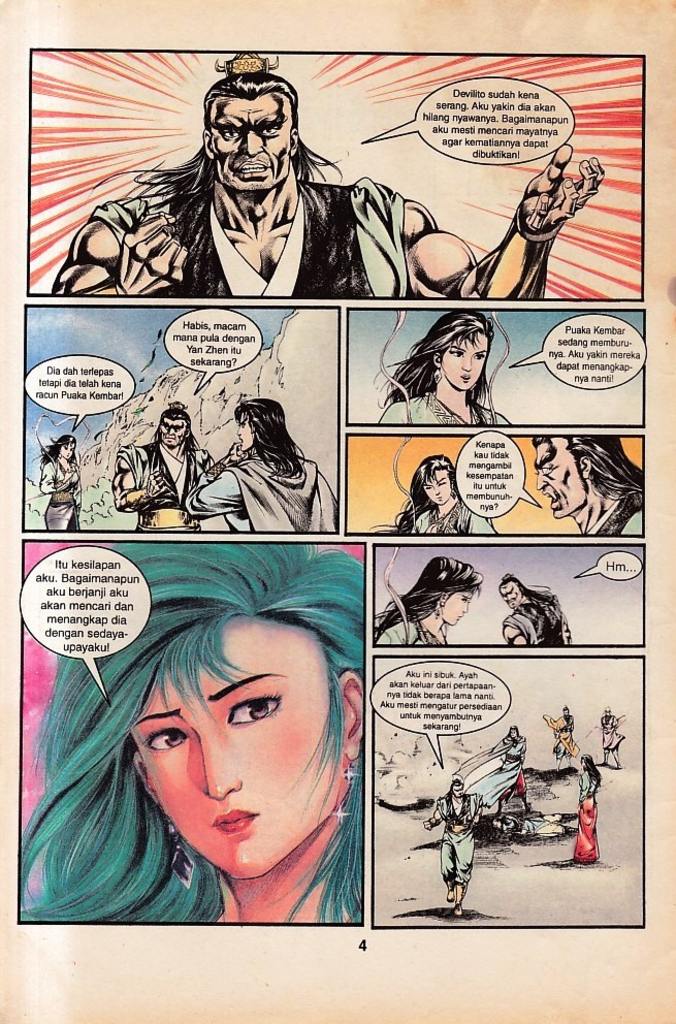 Devilito sudah kena
serang. Aku yakin dia akan
hilang nyawanya. Bagaimanapun
aku mesti mencari mayatnya
agar kematiannya dapat
dibuktikan!
Dia dah terlepas
tetapi dia telah kena
racun Puaka Kembar!
Habis, macam
mana pula dengan
Yan Zhen itu
sekarang?
Puaka Kembar
sedang memburu-
nya. Aku yakin mereka
dapat menangkap-
nya nanti!
Kenapa
kau tidak
mengambil
kesempatan
itu untuk
membunuh-
nya?
Itu kesilapan
aku. Bagaimanapun
aku berjanji aku
akan mencari dan
menangkap dia
dengan sedaya-
upayaku!
Hm...
Aku ini sibuk. Ayah
akan keluar dari pertapaan-
nya tidak berapa lama nanti.
Aku mesti mengatur persediaan
untuk menyambutnya
sekarang!
4